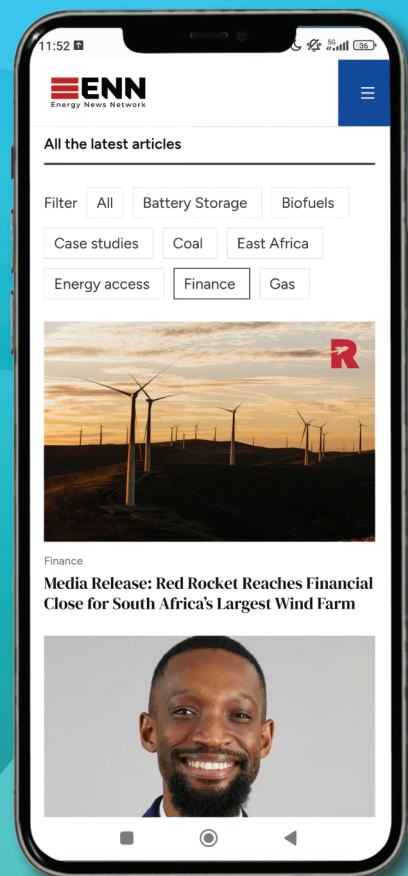 11:52
5G
36
ENN
Energy News Network
All the latest articles
Filter All Battery Storage Biofuels
Case studies Coal East Africa
Energy access Finance Gas
R
Finance
Media Release: Red Rocket Reaches Financial
Close for South Africa's Largest Wind Farm